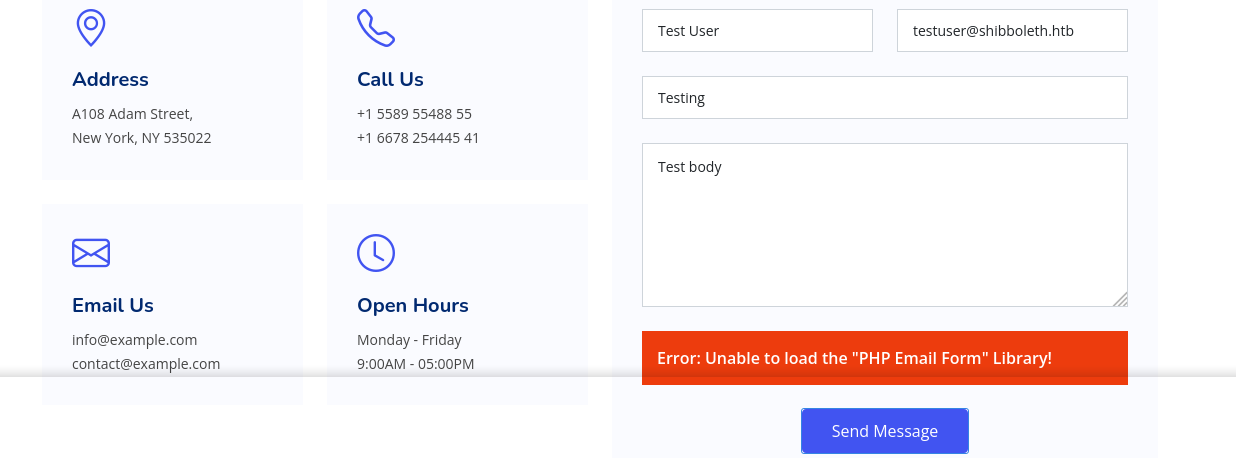 Address
A108 Adam Street,
New York, NY 535022
Call Us
+1 5589 55488 55
+1 6678 254445 41
Email Us
info@example.com
contact@example.com
Open Hours
Monday - Friday
9:00AM - 05:00PM
Test User
testuser@shibboleth.htb
Testing
Test body
Error: Unable to load the "PHP Email Form" Library!
Send Message